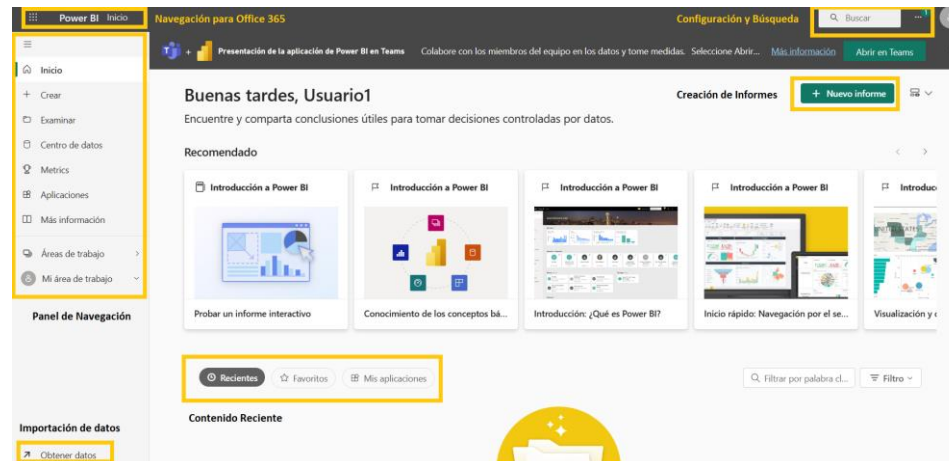 Power BI Inicio
Navegación para Office 365
Configuración y Búsqueda
Buscar
Presentación de la aplicación de Power BI en Teams Colabore con los miembros del equipo en los datos y tome medidas. Seleccione Abrir... Más información Abrir en Teams
Inicio
Crear
Examinar
Centro de datos
Metrics
Aplicaciones
Más información
Áreas de trabajo
Mi área de trabajo
Panel de Navegación
Importación de datos
Obtener datos
Buenas tardes, Usuario1
Creación de Informes
+ Nuevo informe
Encuentre y comparta conclusiones útiles para tomar decisiones controladas por datos.
Recomendado
Introducción a Power BI
Probar un informe interactivo
Introducción a Power BI
Conocimiento de los conceptos bá...
Introducción a Power BI
Introducción: ¿Qué es Power BI?
Introducción a Power BI
Inicio rápido: Navegación por el se...
Introduc
Visualización y
Recientes
Favoritos
Mis aplicaciones
Filtrar por palabra cl...
Filtro
Contenido Reciente